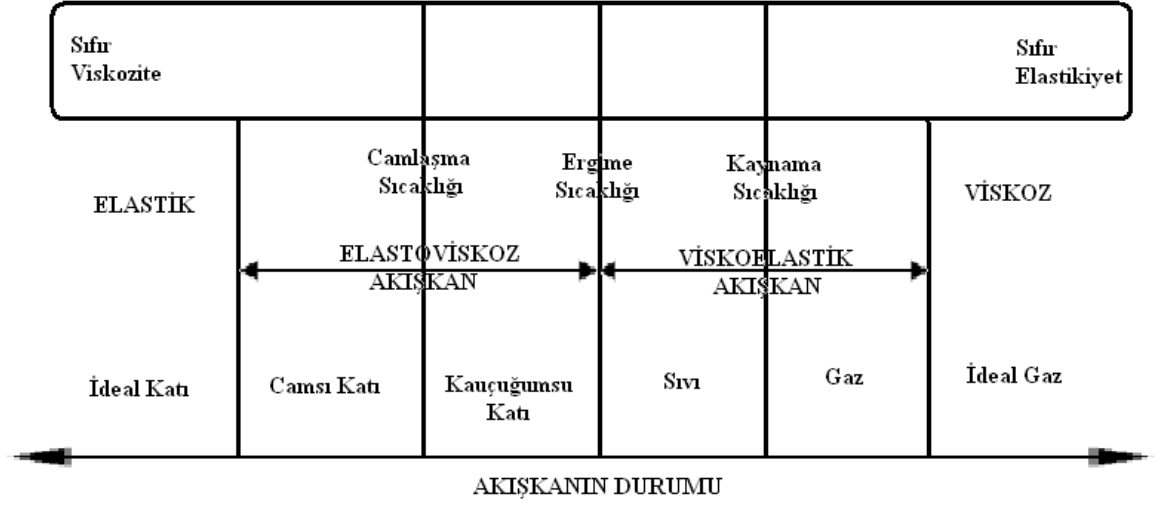 Sıfır
Viskozite
Sıfır
Elastikiyet
Camlaşma
Sıcaklığı
Ergime
Sıcaklığı
Kaynama
Sıcaklığı
ELASTİK
VİSKOZ
ELASTOVİSKOZ
AKIŞKAN
VİSKOELASTİK
AKIŞKAN
İdeal Katı
Camsı Katı
Kauçuğumsu
Katı
Sıvı
Gaz
İdeal Gaz
AKIŞKANIN DURUMU